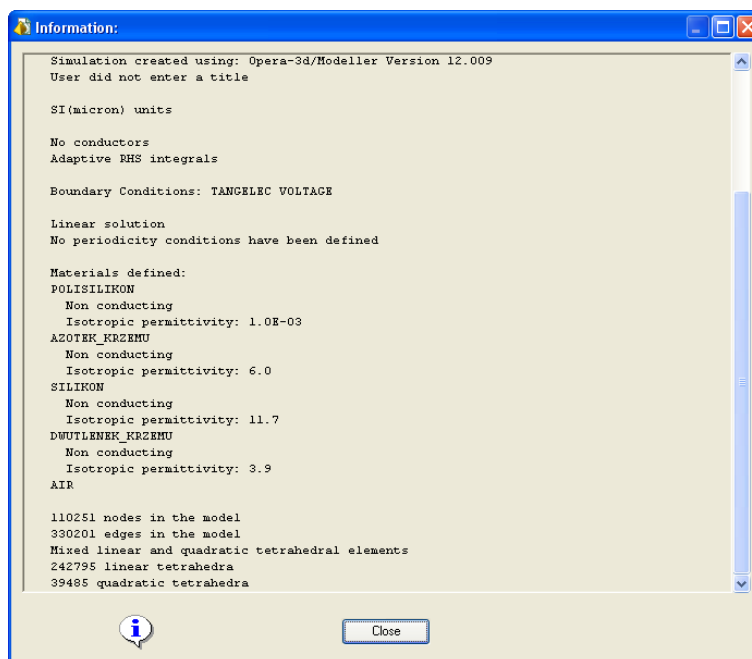 Information:
Simulation created using: Opera-3d/Modeller Version 12.009
User did not enter a title
SI(micron) units
No conductors
Adaptive RHS integrals
Boundary Conditions: TANGELEC VOLTAGE
Linear solution
No periodicity conditions have been defined
Materials defined:
POLISILIKON
Non conducting
Isotropic permittivity: 1.0E-03
AZOTEK_KRZEMU
Non conducting
Isotropic permittivity: 6.0
SILIKON
Non conducting
Isotropic permittivity: 11.7
DWUTLENEK_KRZEMU
Non conducting
Isotropic permittivity: 3.9
AIR
110251 nodes in the model
330201 edges in the model
Mixed linear and quadratic tetrahedral elements
242795 linear tetrahedra
39485 quadratic tetrahedra
Close